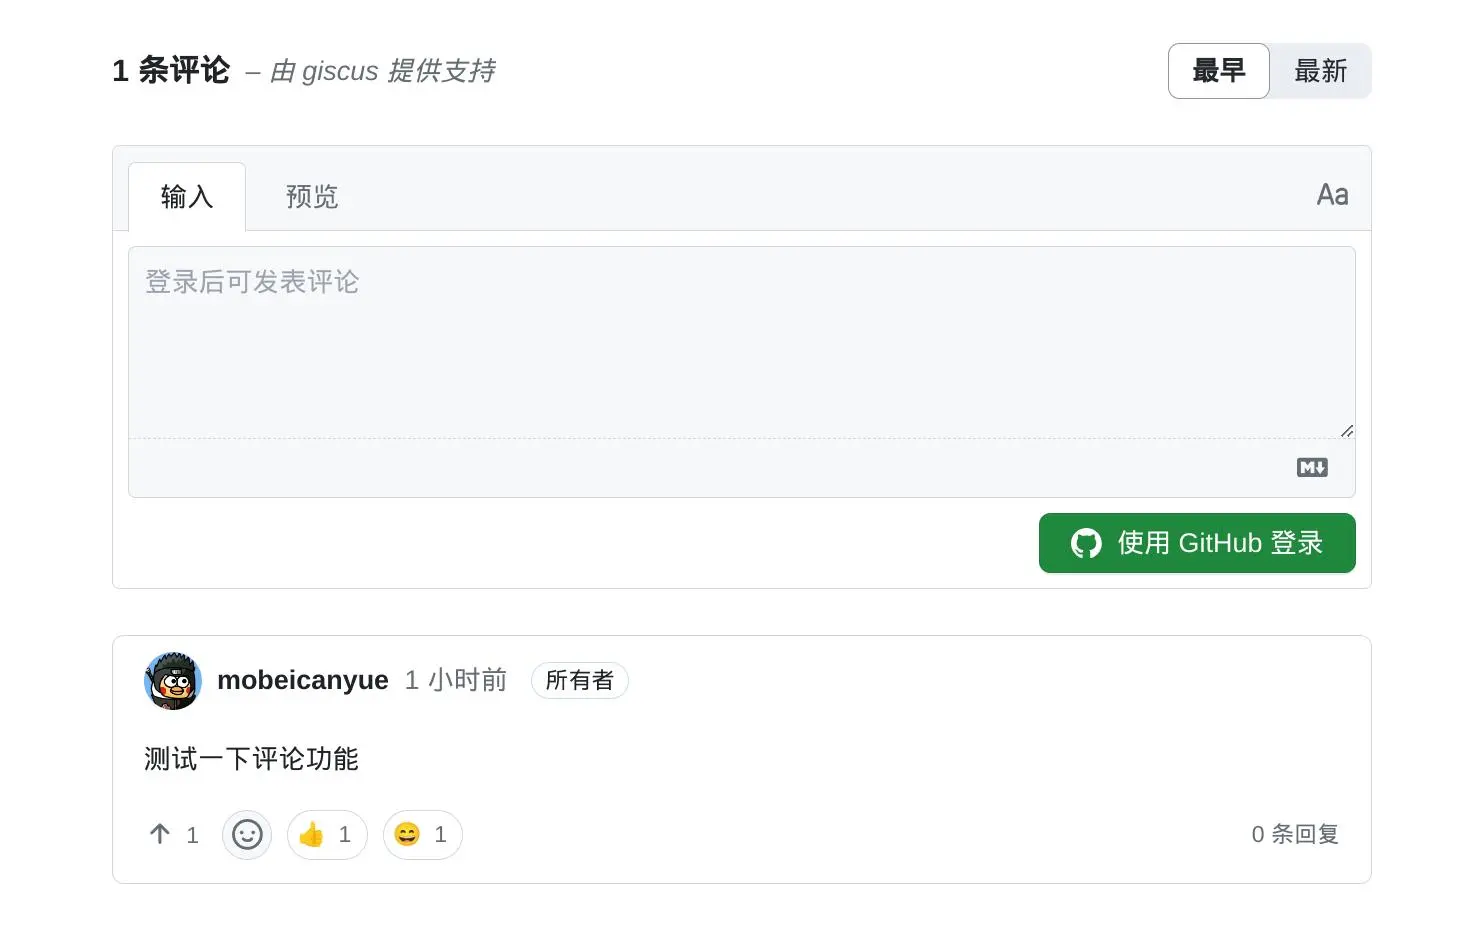 1 条评论 – 由 giscus 提供支持
最早 最新
输入 预览 Aa
登录后可发表评论
M
使用 GitHub 登录
mobeicanyue 1 小时前 所有者
测试一下评论功能
1 1 1 0 条回复